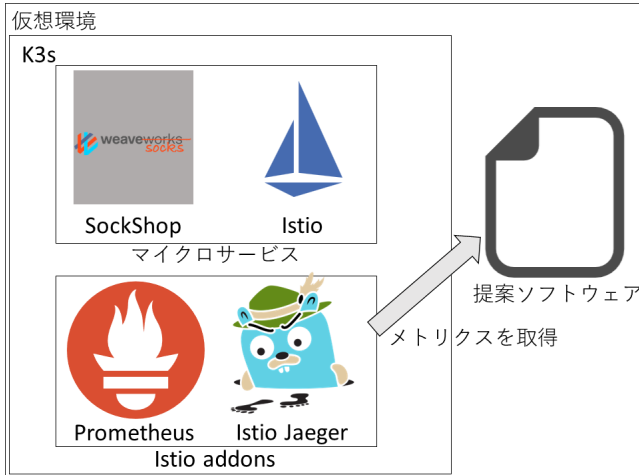 仮想環境
K3s
weaveworks
socks
SockShop
Istio
マイクロサービス
提案ソフトウェア
メトリクスを取得
Prometheus
Istio Jaeger
Istio addons